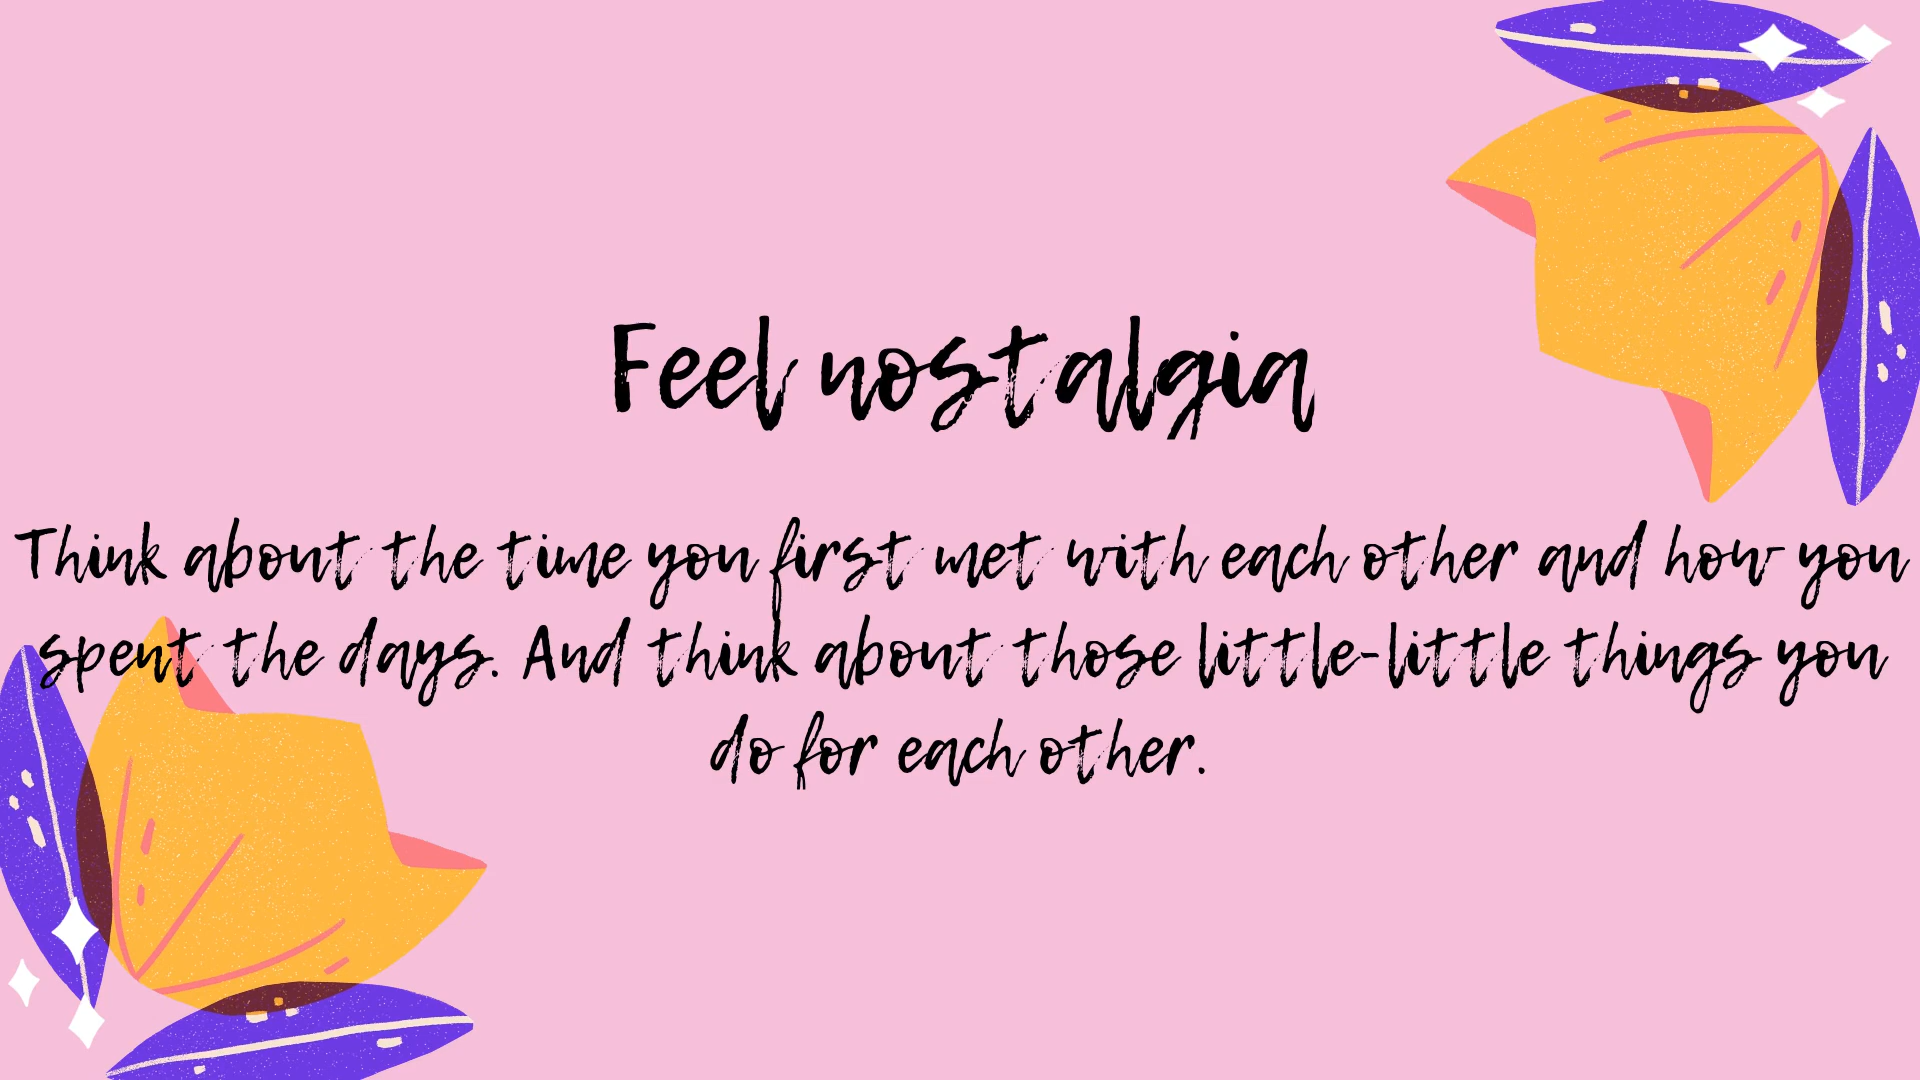 Feel nostalgia
Think about the time you first met with each other and how you
spent the days. And think about those little-little things you
do for each other.